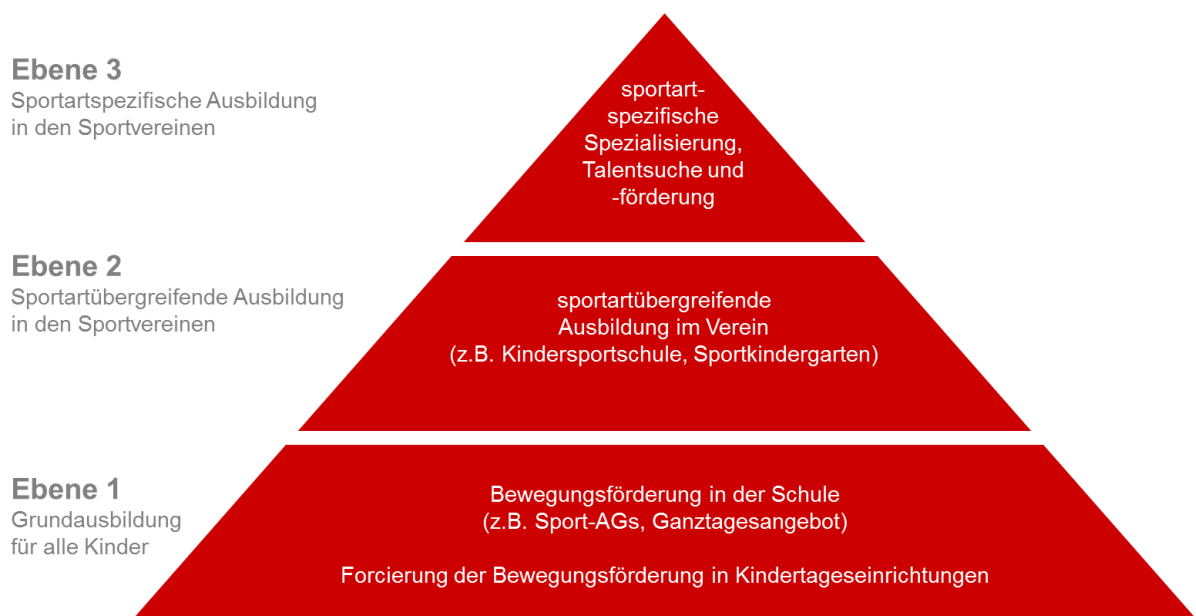 Ebene 3
Sportartspezifische Ausbildung
in den Sportvereinen
sportart-
spezifische
Spezialisierung,
Talentsuche und
-förderung
Ebene 2
Sportartübergreifende Ausbildung
in den Sportvereinen
sportartübergreifende
Ausbildung im Verein
(z.B. Kindersportschule, Sportkindergarten)
Ebene 1
Grundausbildung
für alle Kinder
Bewegungsförderung in der Schule
(z.B. Sport-AGs, Ganztagesangebot)
Forcierung der Bewegungsförderung in Kindertageseinrichtungen